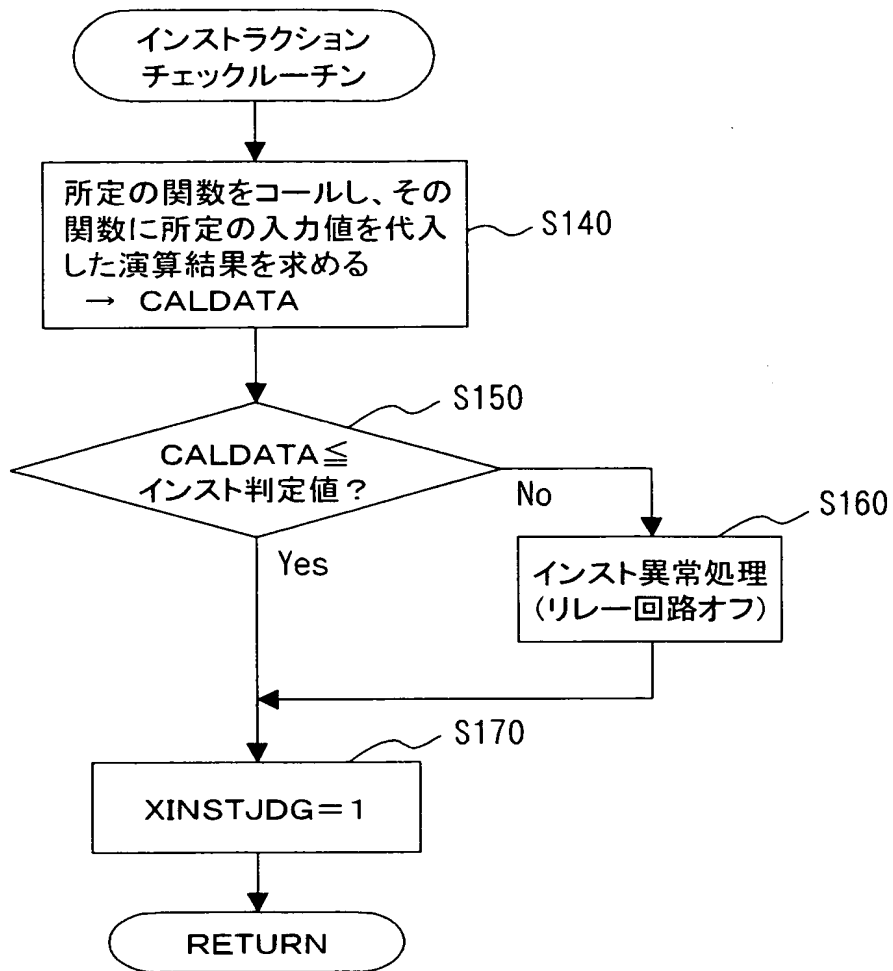 インストラクション
チェックルーチン
所定の関数をコールし、その
関数に所定の入力値を代入
した演算結果を求める
→ CALDATA
S140
S150
CALDATA≦
インスト判定値？
No
Yes
S160
インスト異常処理
(リレー回路オフ)
S170
XINSTJDG＝1
RETURN